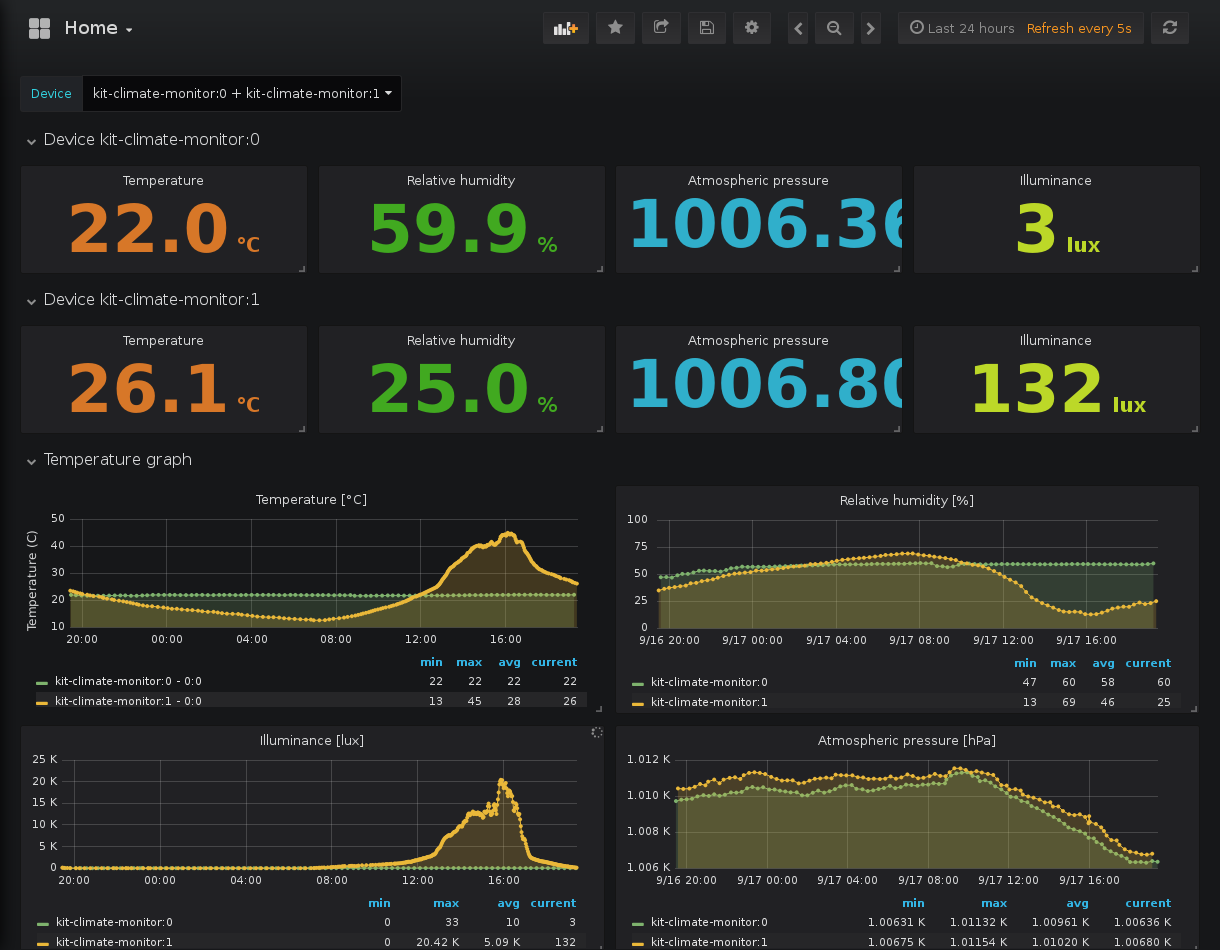 Home
Last 24 hours Refresh every 5s
Device kit-climate-monitor:0 + kit-climate-monitor:1
Device kit-climate-monitor:0
Temperature Relative humidity Atmospheric pressure Illuminance
22.0 °C 59.9 % 1006.36 3 lux
Device kit-climate-monitor:1
Temperature Relative humidity Atmospheric pressure Illuminance
26.1 °C 25.0 % 1006.80 132 lux
Temperature graph
Temperature [°C]
Temperature (C)
50
40
30
20
10
20:00 00:00 04:00 08:00 12:00 16:00
min max avg current
kit-climate-monitor:0 - 0:0 22 22 22 22
kit-climate-monitor:1 - 0:0 13 45 28 26
Relative humidity [%]
100
75
50
25
0
9/16 20:00 9/17 00:00 9/17 04:00 9/17 08:00 9/17 12:00 9/17 16:00
min max avg current
kit-climate-monitor:0 47 60 58 60
kit-climate-monitor:1 13 69 46 25
Illuminance [lux]
25 K
20 K
15 K
10 K
5 K
0
20:00 00:00 04:00 08:00 12:00 16:00
min max avg current
kit-climate-monitor:0 0 33 10 3
kit-climate-monitor:1 0 20.42 K 5.09 K 132
Atmospheric pressure [hPa]
1.012 K
1.010 K
1.008 K
1.006 K
9/16 20:00 9/17 00:00 9/17 04:00 9/17 08:00 9/17 12:00 9/17 16:00
min max avg current
kit-climate-monitor:0 1.00631 K 1.01132 K 1.00961 K 1.00636 K
kit-climate-monitor:1 1.00675 K 1.01154 K 1.01020 K 1.00680 K